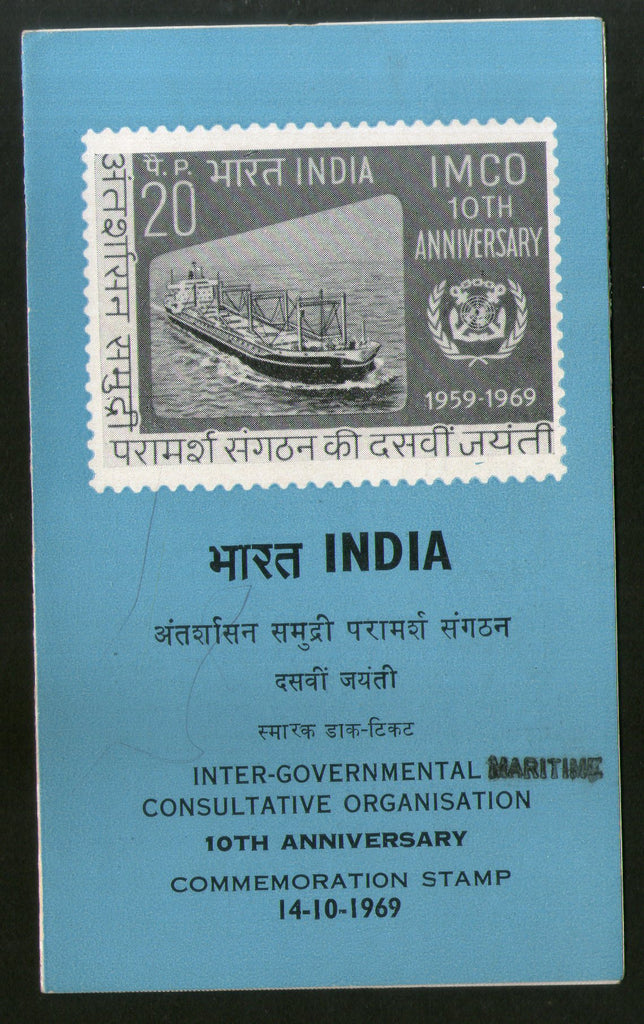 पै. P. भारत INDIA
20
IMCO
10TH
ANNIVERSARY
1959-1969
अंतर्शासन समुद्री
परामर्श संगठन की दसवीं जयंती
भारत INDIA
अंतर्शासन समुद्री परामर्श संगठन
दसवीं जयंती
स्मारक डाक-टिकट
INTER-GOVERNMENTAL MARITIME
CONSULTATIVE ORGANISATION
10TH ANNIVERSARY
COMMEMORATION STAMP
14-10-1969